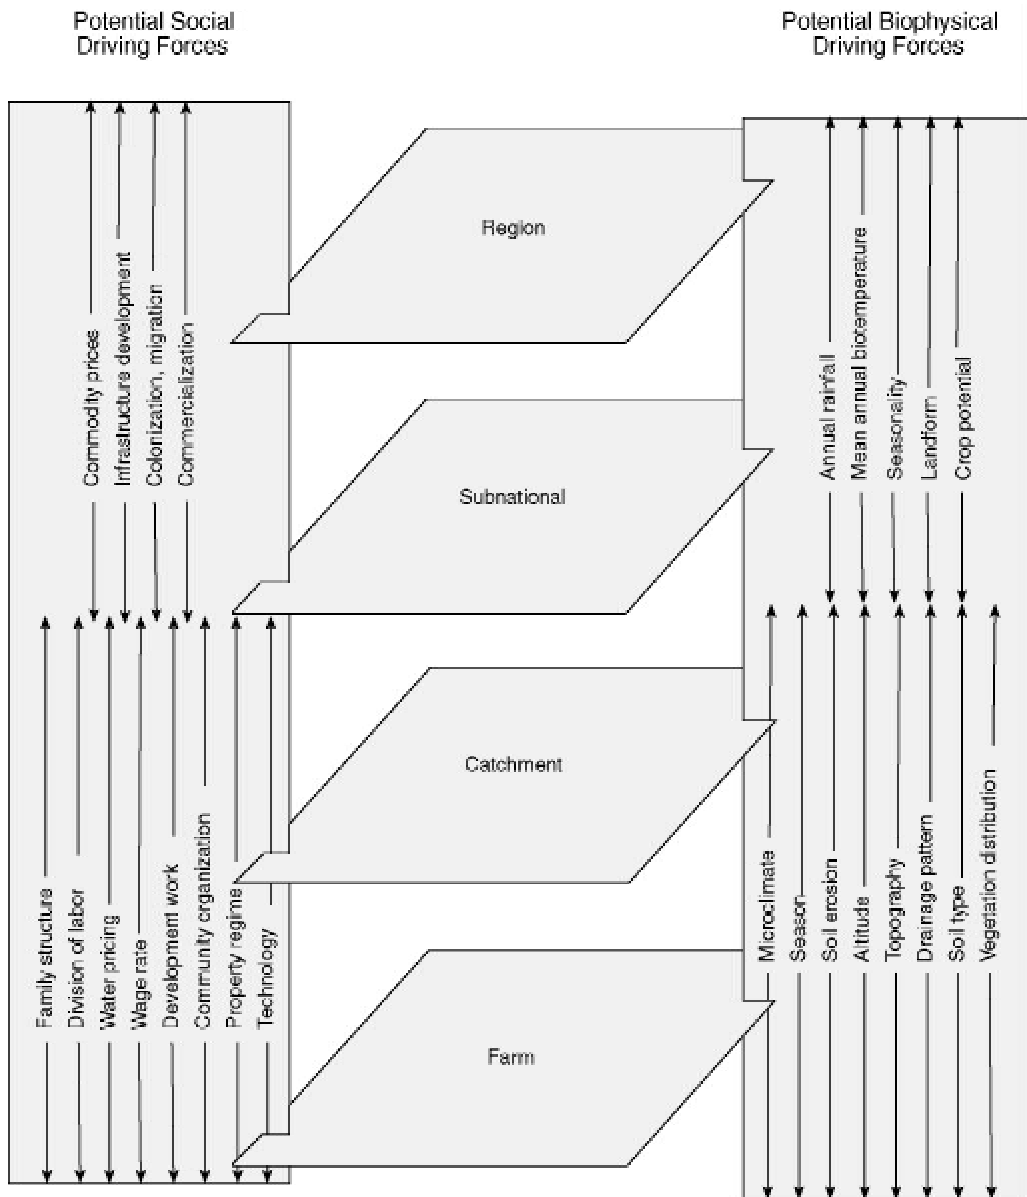 Potential Social
Driving Forces
Potential Biophysical
Driving Forces
Region
Subnational
Catchment
Farm
Commodity prices
Infrastructure development
Colonization, migration
Commercialization
Family structure
Division of labor
Water pricing
Wage rate
Development work
Community organization
Property regime
Technology
Annual rainfall
Mean annual biotemperature
Seasonality
Landform
Crop potential
Microclimate
Season
Soil erosion
Altitude
Topography
Drainage pattern
Soil type
Vegetation distribution